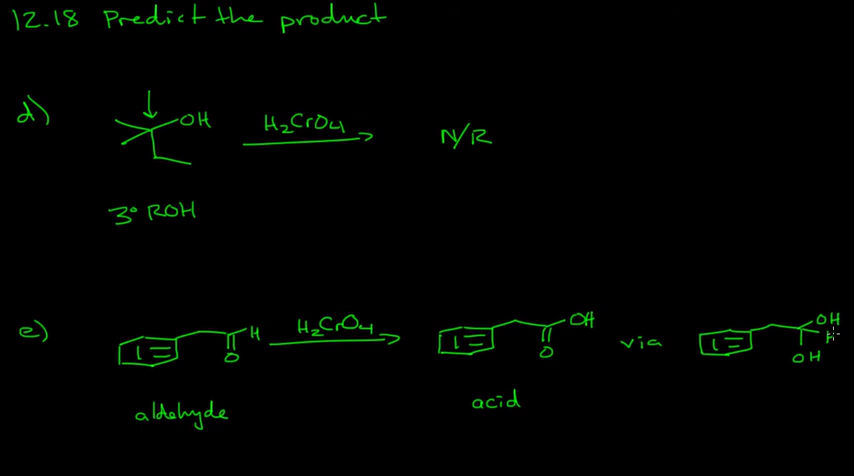 12.18 Predict the product
d)
OH
H₂CrO₄
N/R
3° ROH
e)
H
O
H₂CrO₄
OH
O
via
OH
H
OH
aldehyde
acid